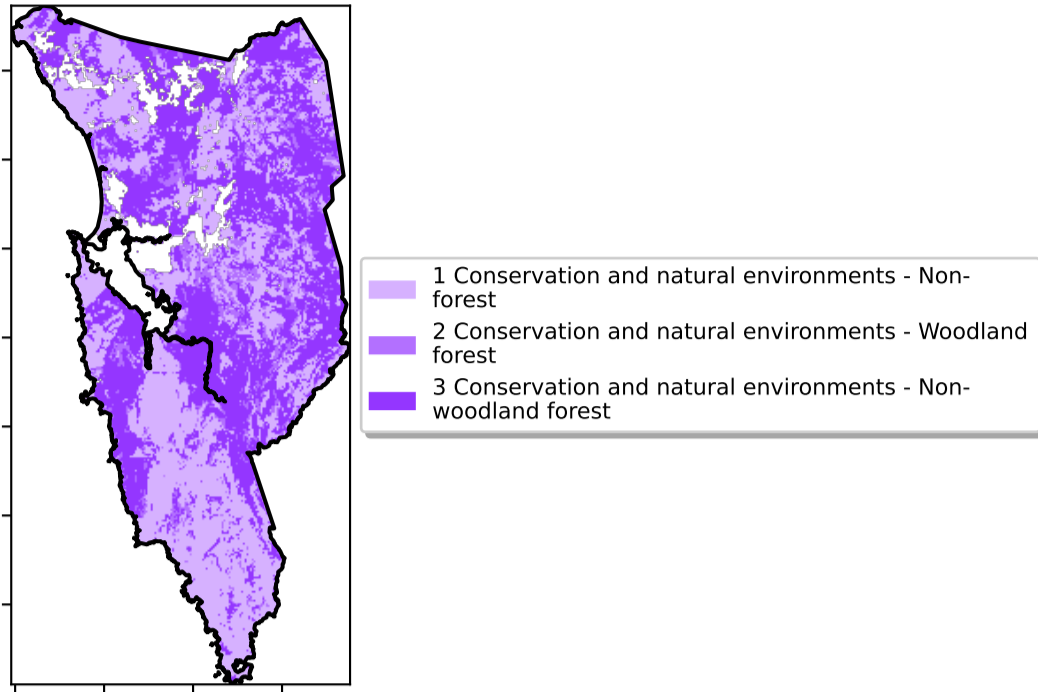 1 Conservation and natural environments - Non-
forest
2 Conservation and natural environments - Woodland
forest
3 Conservation and natural environments - Non-
woodland forest